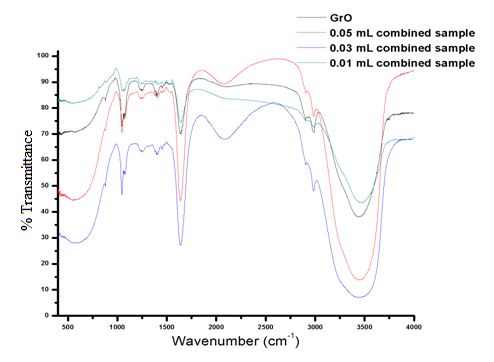 GrO
0.05 mL combined sample
0.03 mL combined sample
0.01 mL combined sample
100
90
80
70
60
50
40
30
20
10
0
% Transmittance
500 1000 1500 2000 2500 3000 3500 4000
Wavenumber (cm⁻¹)